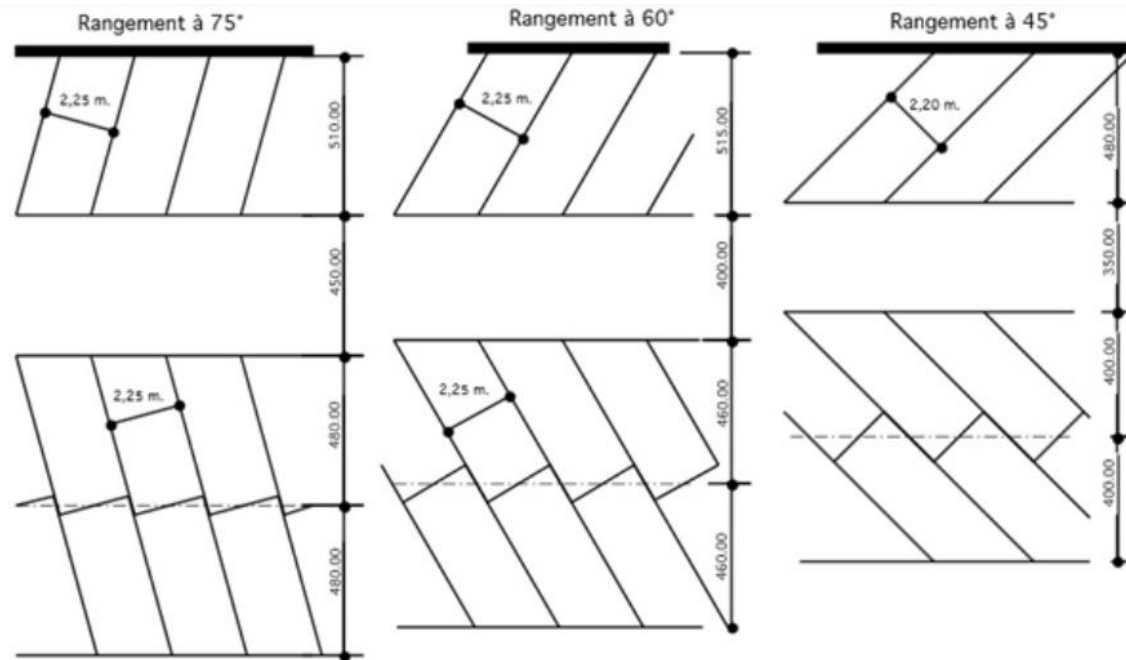 Rangement à 75°
2,25 m.
510.00
450.00
2,25 m.
480.00
480.00
Rangement à 60°
2,25 m.
515.00
400.00
2,25 m.
460.00
460.00
Rangement à 45°
2,20 m.
480.00
350.00
400.00
400.00